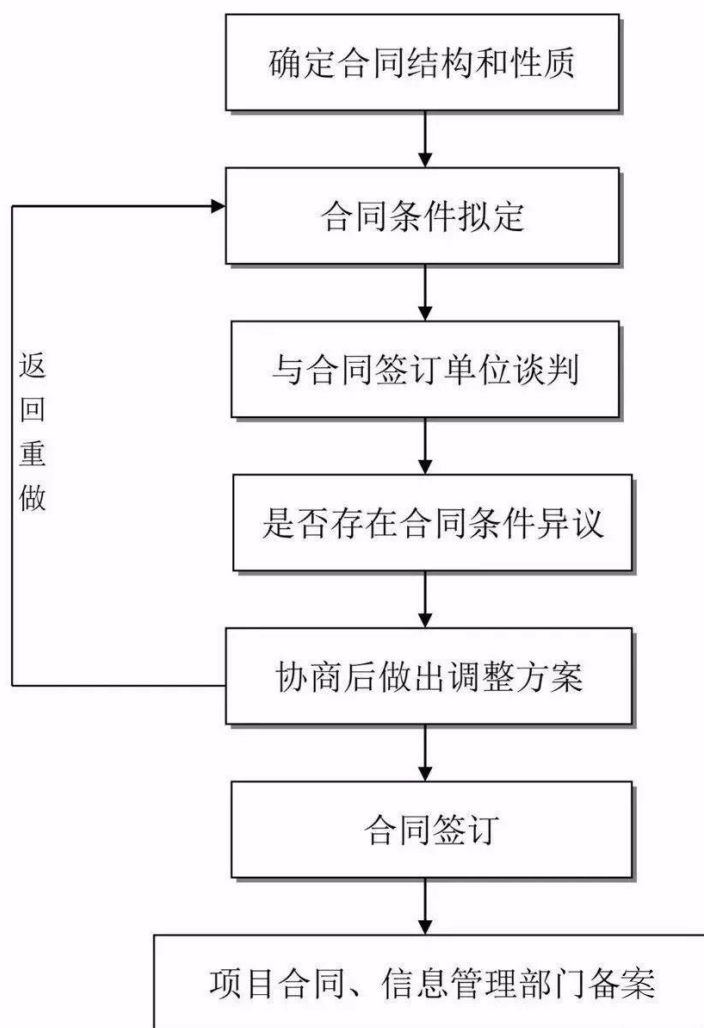 确定合同结构和性质
合同条件拟定
与合同签订单位谈判
返
回
重
做
是否存在合同条件异议
协商后做出调整方案
合同签订
项目合同、信息管理部门备案